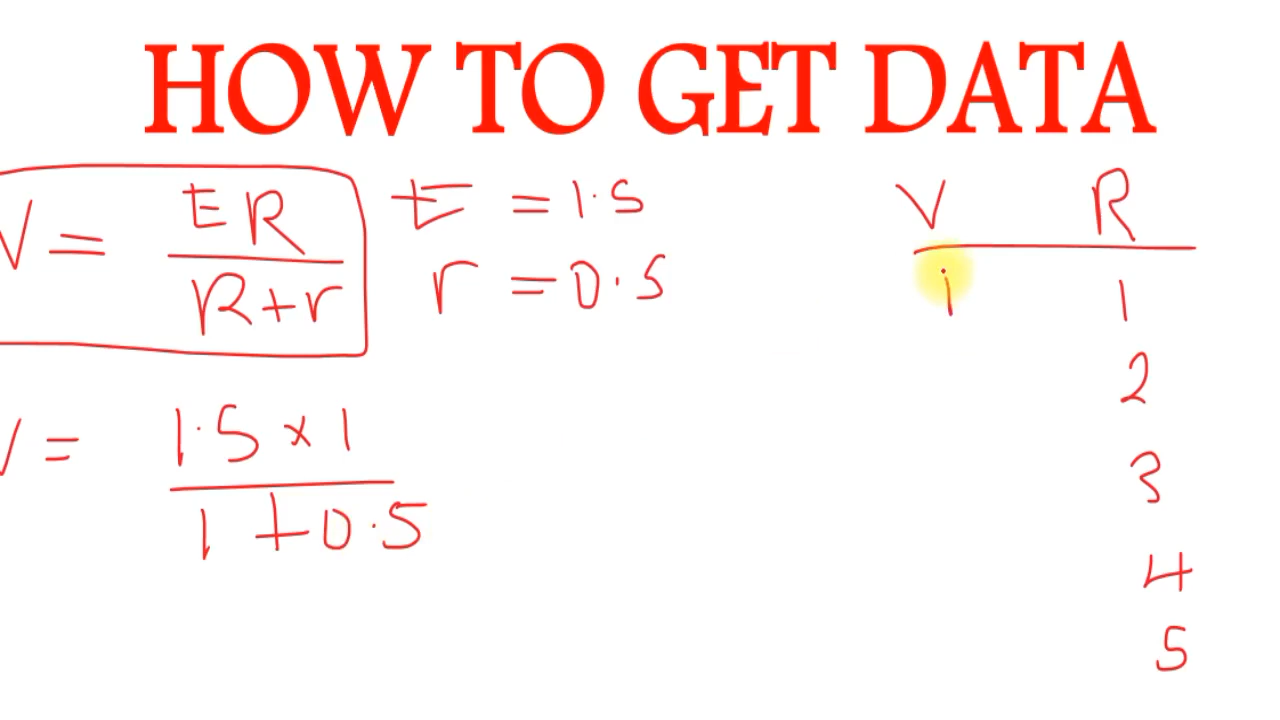 HOW TO GET DATA
V = ER / R+r
E = 1.5
r = 0.5
V = 1.5 × 1 / 1 + 0.5
V R
1 1
2
3
4
5